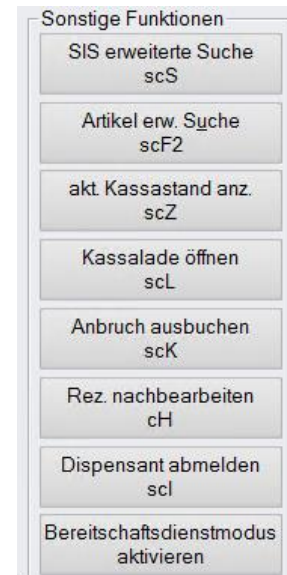 Sonstige Funktionen
SIS erweiterte Suche
scS
Artikel erw. Suche
scF2
akt. Kassastand anz.
scZ
Kassalade öffnen
scL
Anbruch ausbuchen
scK
Rez. nachbearbeiten
cH
Dispensant abmelden
scI
Bereitschaftsdienstmodus
aktivieren